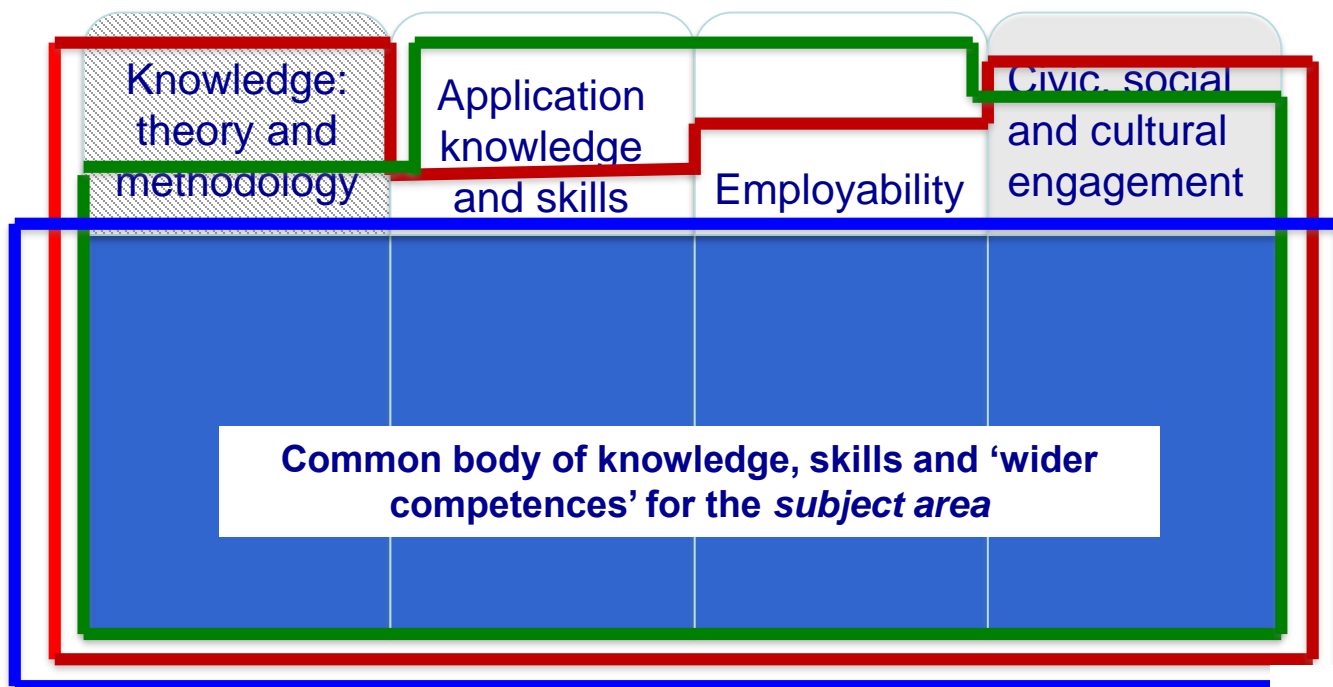 Knowledge:
theory and
methodology
Application
knowledge
and skills
Employability
Civic, social
and cultural
engagement
Common body of knowledge, skills and ‘wider
competences’ for the subject area